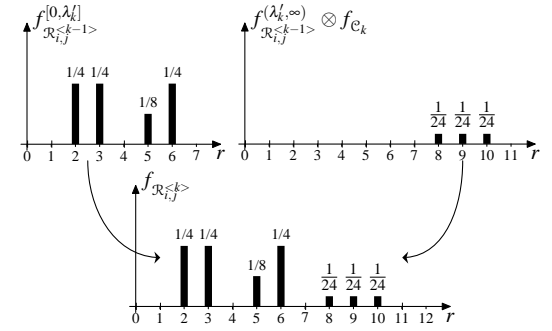 f^{[0,λ'_k]}_{ℛ^{<k-1>}_{i,j}}
1/4 1/4 1/8 1/4
0 1 2 3 4 5 6 7 r
f^{(λ'_k,∞)}_{ℛ^{<k-1>}_{i,j}} ⊗ f_{𝒞_k}
1/24 1/24 1/24
0 1 2 3 4 5 6 7 8 9 10 11 r
f_{ℛ^{<k>}_{i,j}}
1/4 1/4 1/8 1/4 1/24 1/24 1/24
0 1 2 3 4 5 6 7 8 9 10 11 12 r